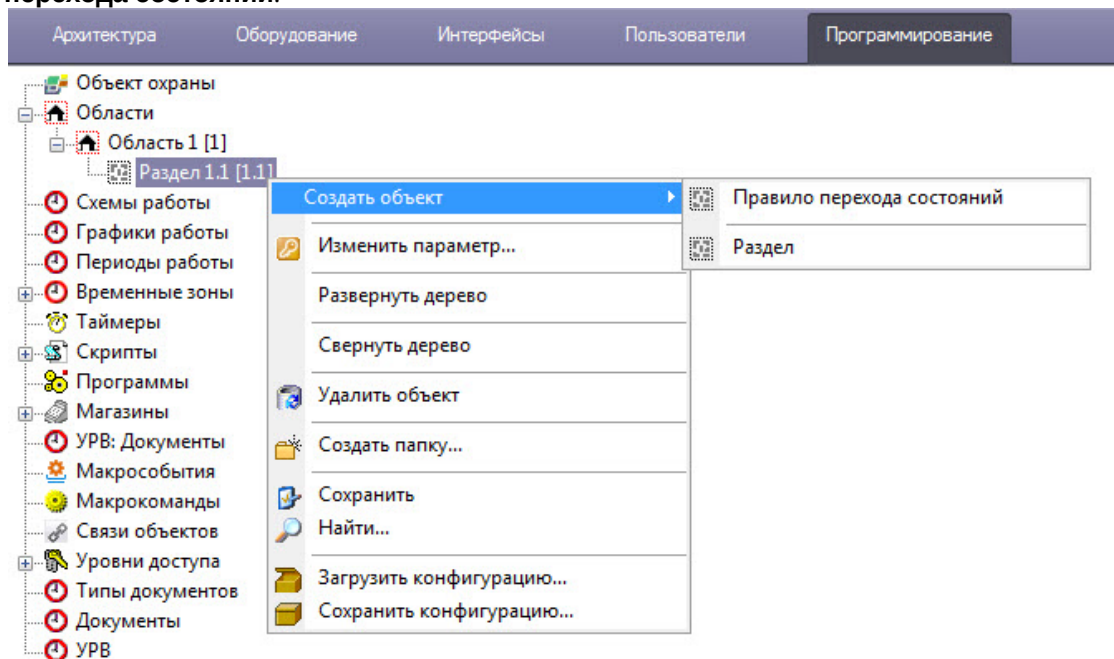 перехода состояний.
Архитектура Оборудование Интерфейсы Пользователи Программирование
Объект охраны
Области
Область 1 [1]
Раздел 1.1 [1.1]
Схемы работы
Графики работы
Периоды работы
Временные зоны
Таймеры
Скрипты
Программы
Магазины
УРВ: Документы
Макрособытия
Макрокоманды
Связи объектов
Уровни доступа
Типы документов
Документы
УРВ
Создать объект
Изменить параметр...
Развернуть дерево
Свернуть дерево
Удалить объект
Создать папку...
Сохранить
Найти...
Загрузить конфигурацию...
Сохранить конфигурацию...
Правило перехода состояний
Раздел